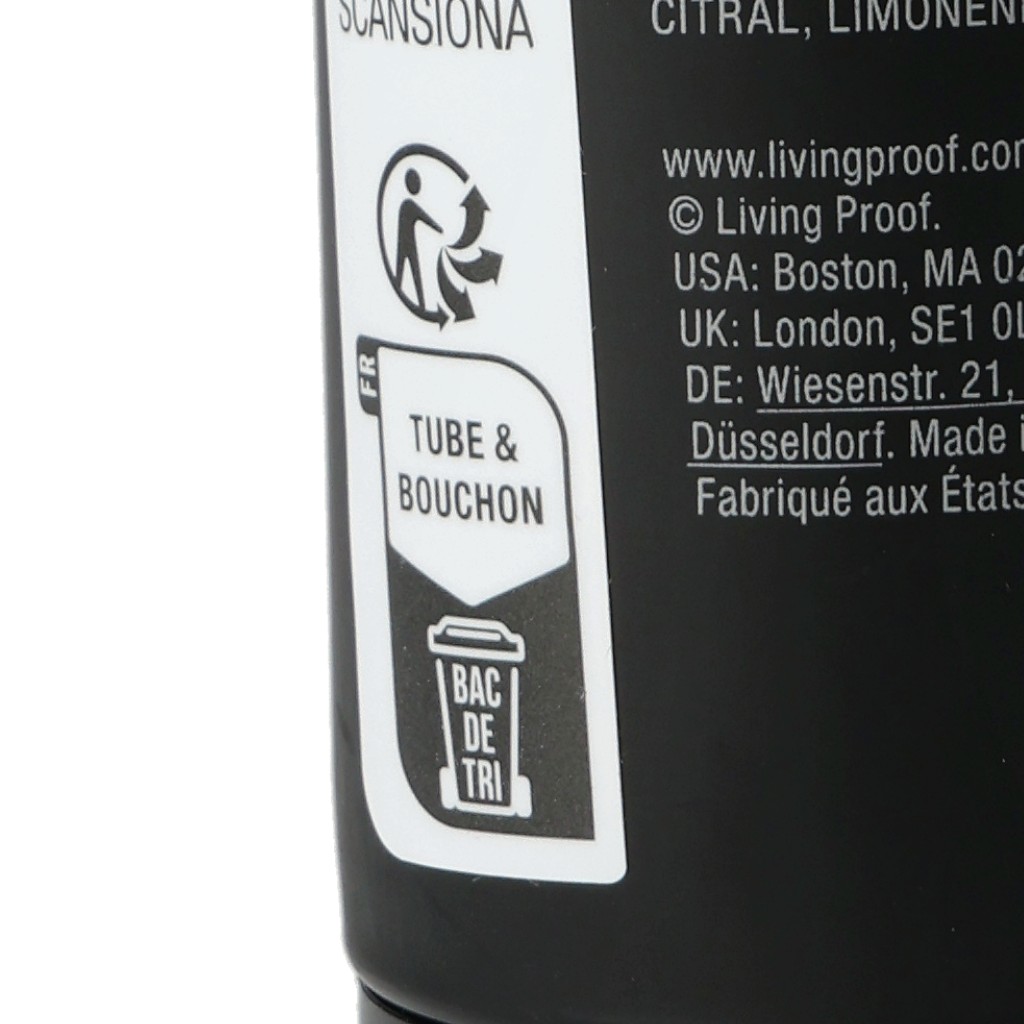 SCANSIONA
FR
TUBE &
BOUCHON
BAC
DE
TRI
CITRAL,
www.livingproof.com
© Living Proof.
USA: Boston, MA
UK: London, SE1
DE: Wiesenstr. 21,
Düsseldorf. Made
Fabriqué aux États